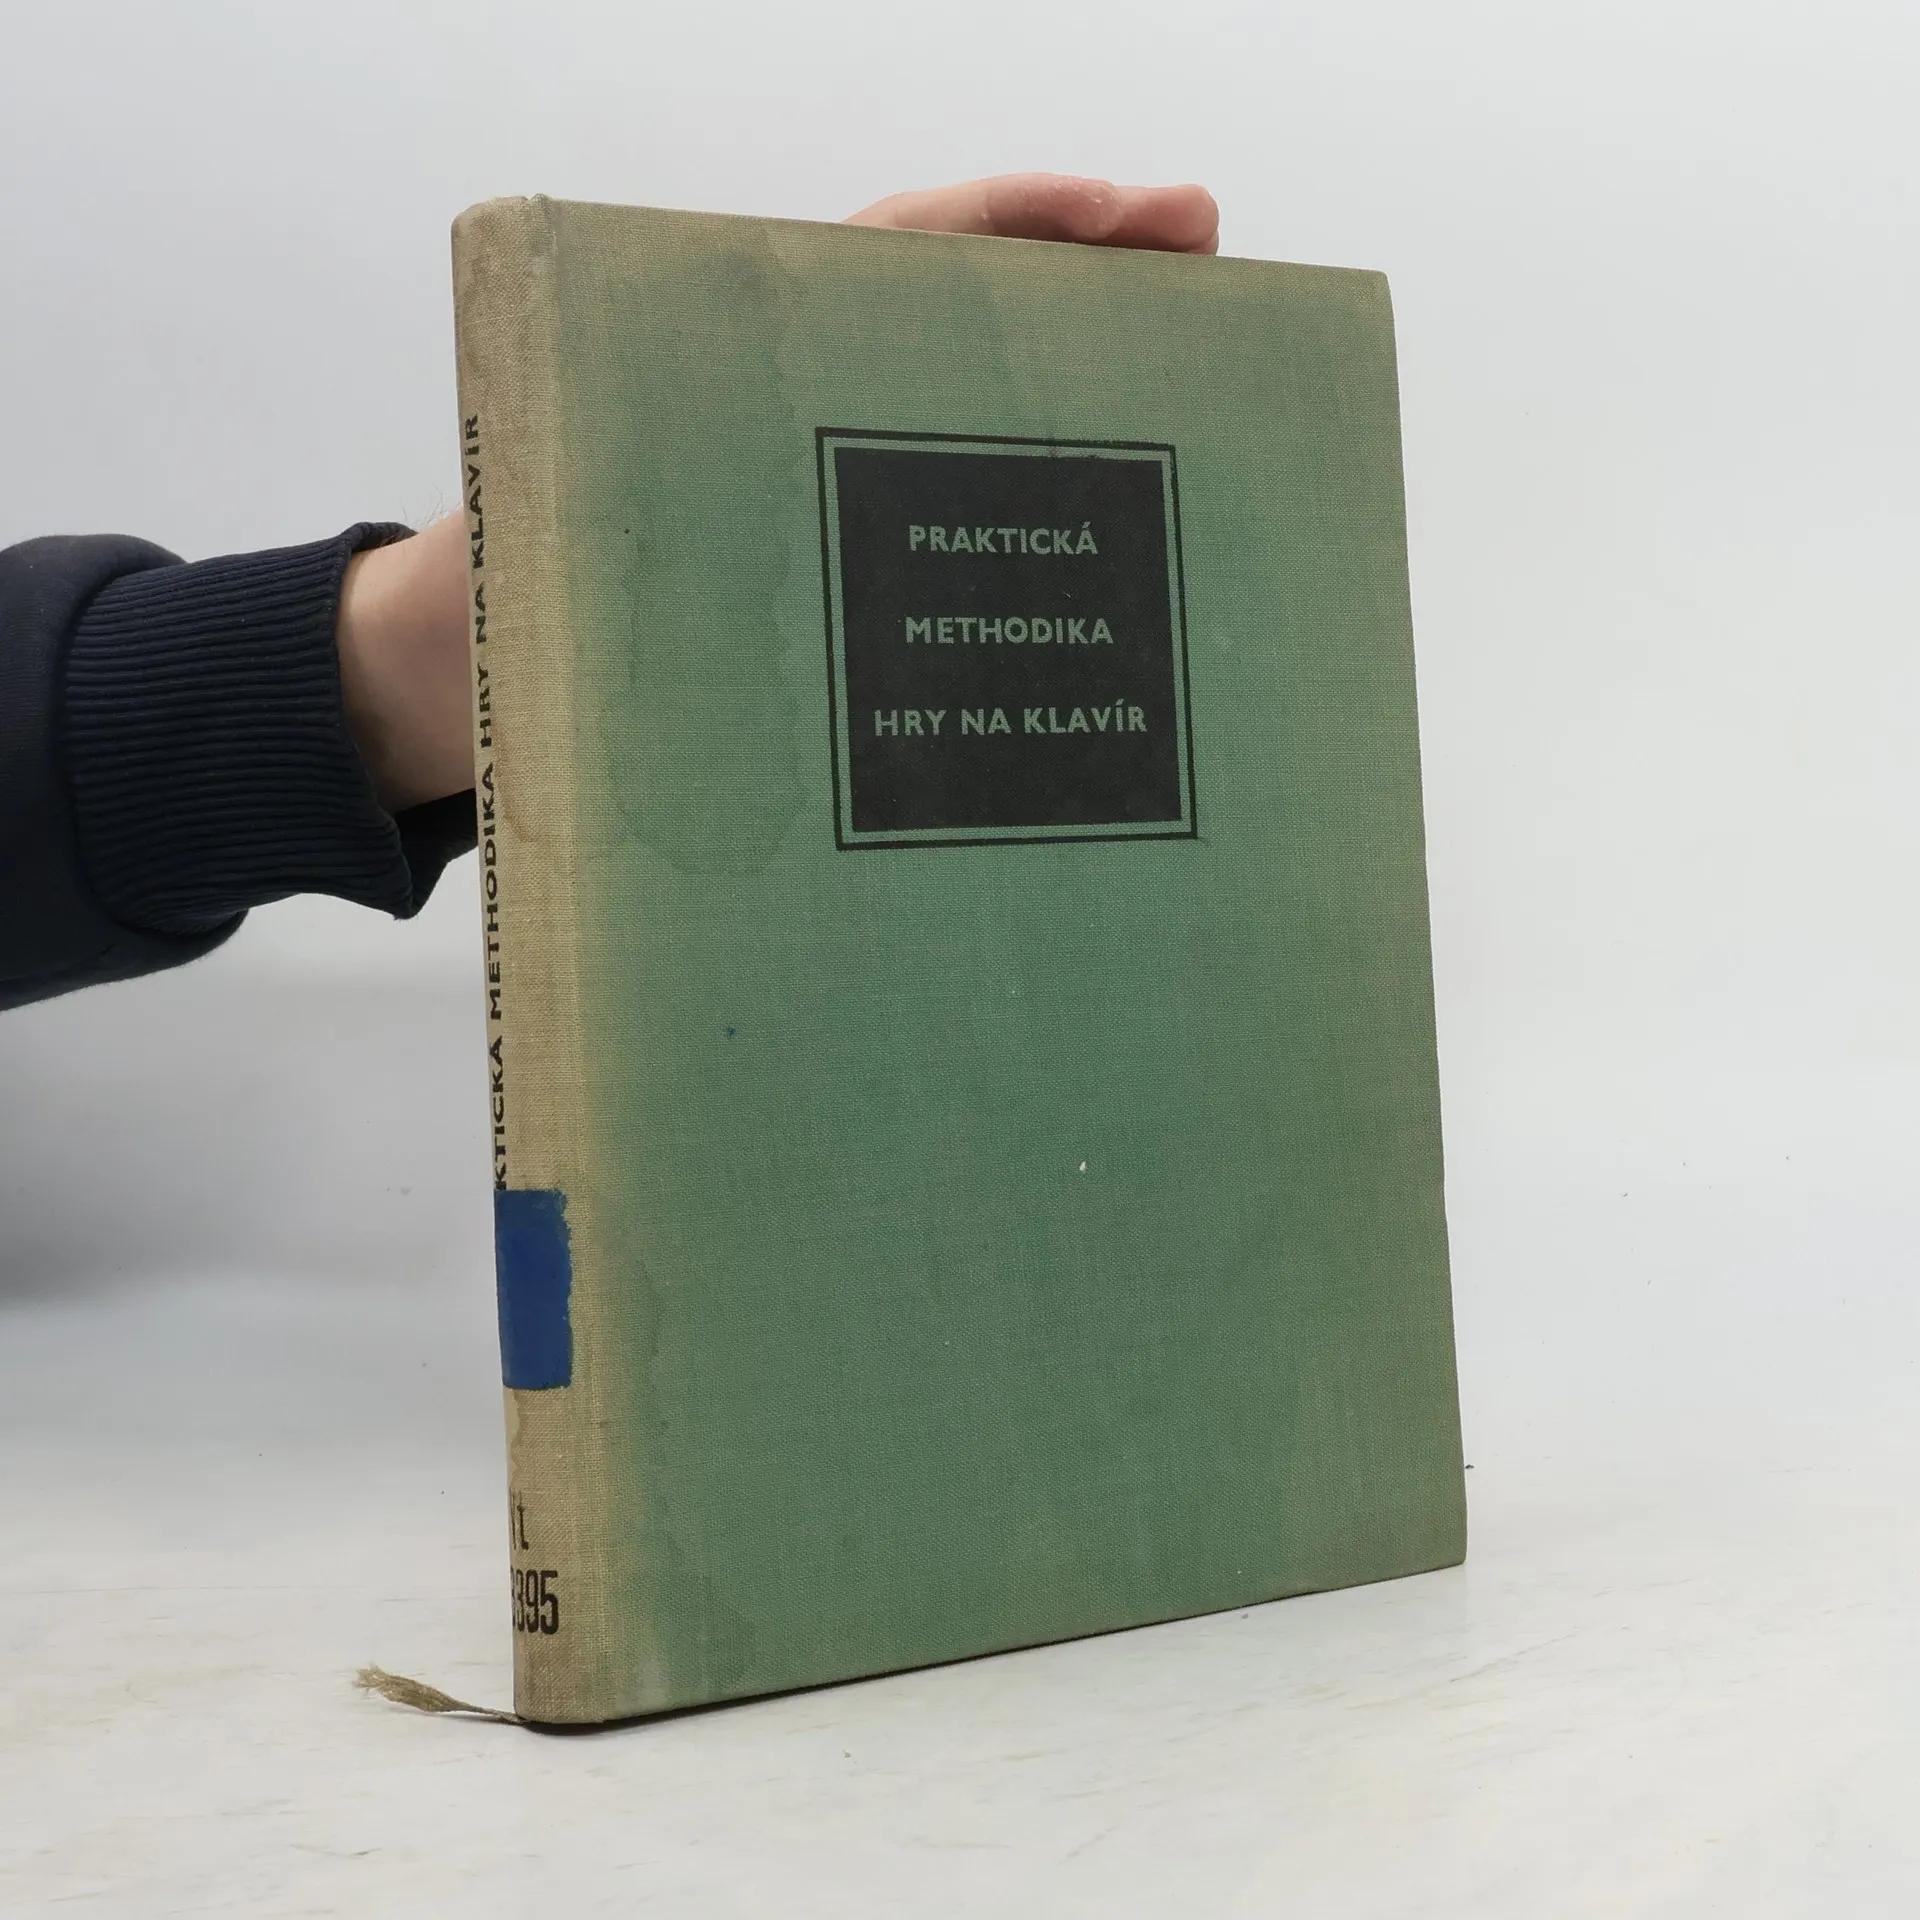 PRAKTICKÁ
METHODIKA
HRY NA KLAVÍR
KTICKÁ METHODIKA HRY NA KLAVÍR
395